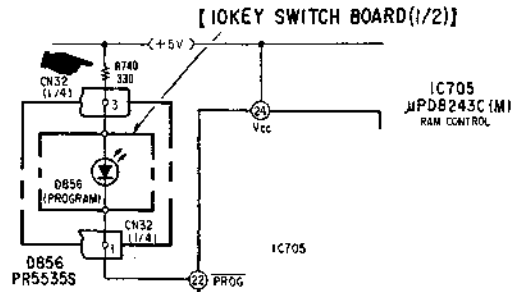 [ 10KEY SWITCH BOARD(1/2)]
(+5V)
R740
330
CN32
(1/4)
3
24
Vcc
IC705
μPD8243C(M)
RAM CONTROL
D856
(PROGRAM)
CN32
(1/4)
1
IC705
D856
PR5535S
22
PROG